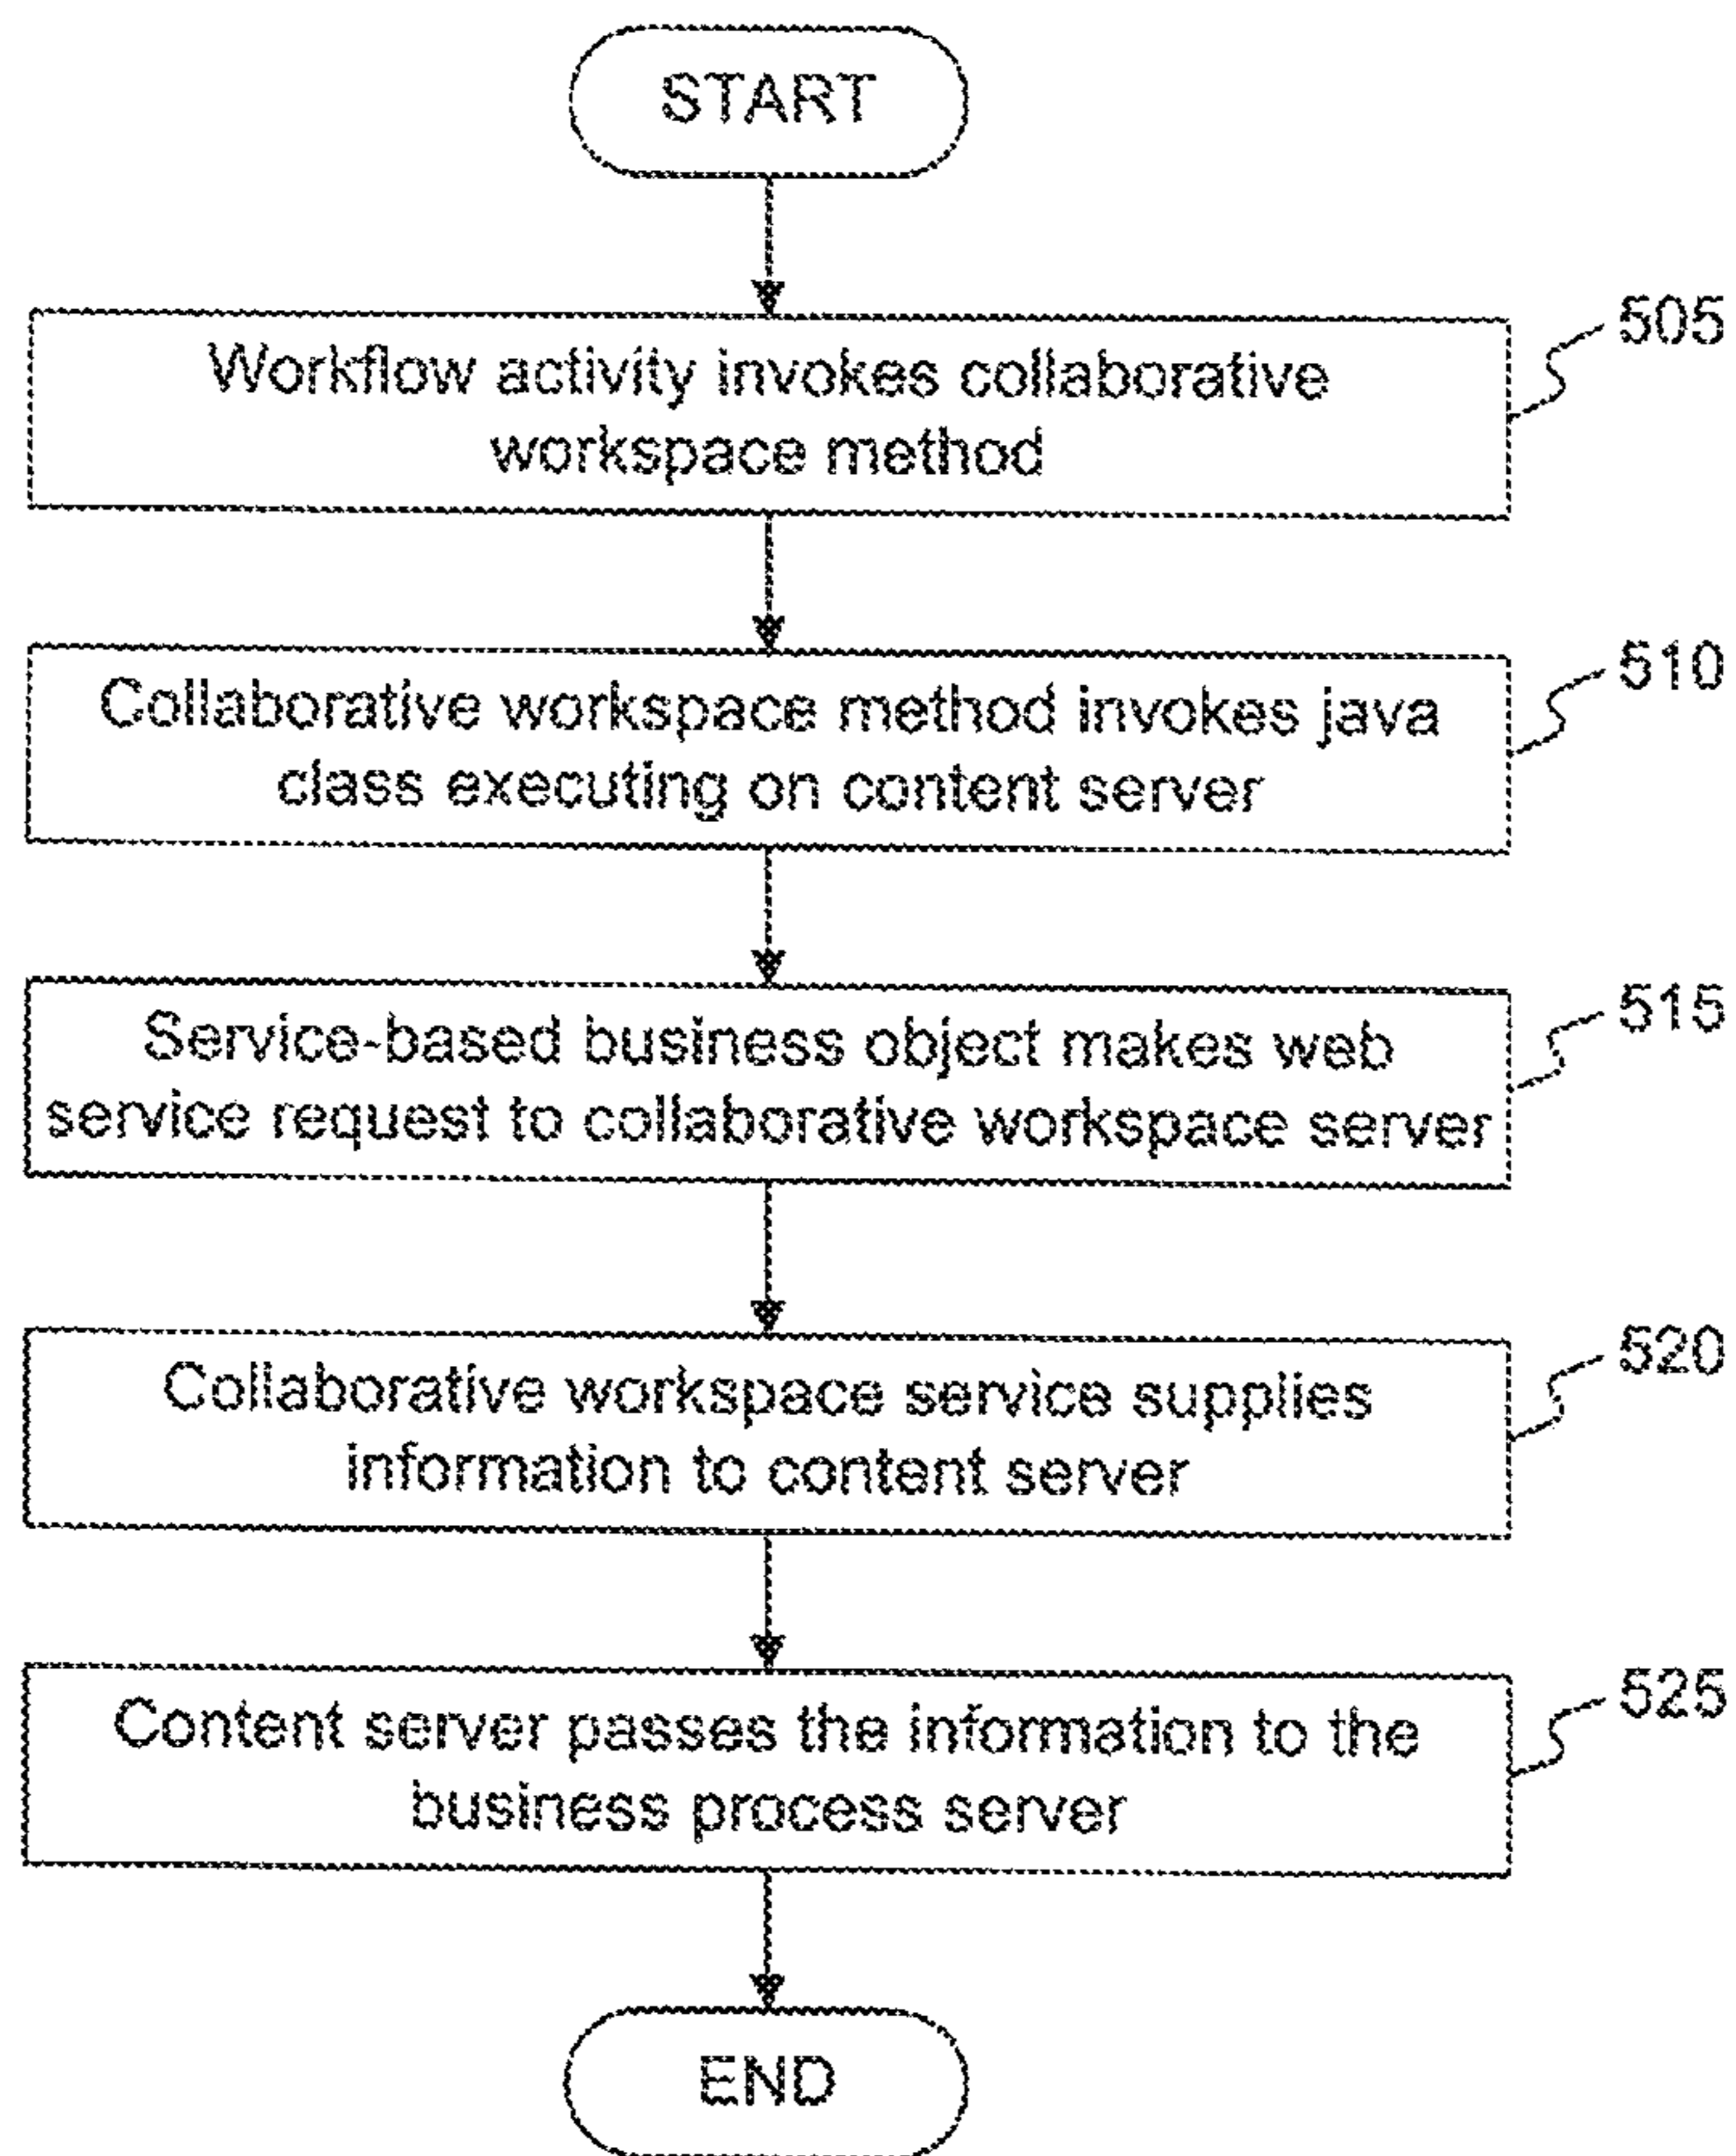 START
Workflow activity invokes collaborative
workspace method
505
Collaborative workspace method invokes java
class executing on content server
510
Service-based business object makes web
service request to collaborative workspace server
515
Collaborative workspace service supplies
information to content server
520
Content server passes the information to the
business process server
525
END